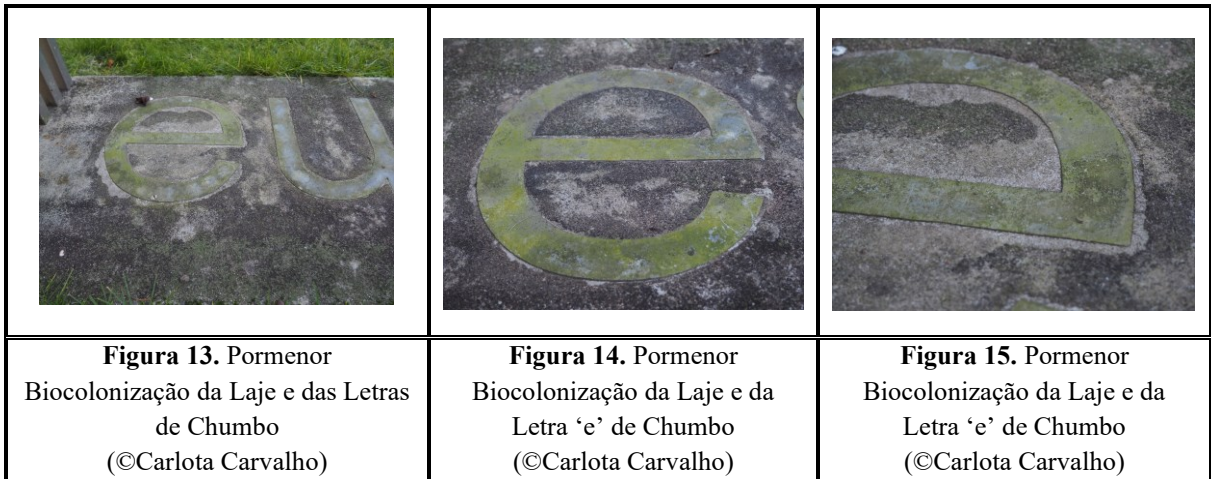 eu
e
e
Figura 13. Pormenor
Biocolonização da Laje e das Letras
de Chumbo
(©Carlota Carvalho)
Figura 14. Pormenor
Biocolonização da Laje e da
Letra ‘e’ de Chumbo
(©Carlota Carvalho)
Figura 15. Pormenor
Biocolonização da Laje e da
Letra ‘e’ de Chumbo
(©Carlota Carvalho)